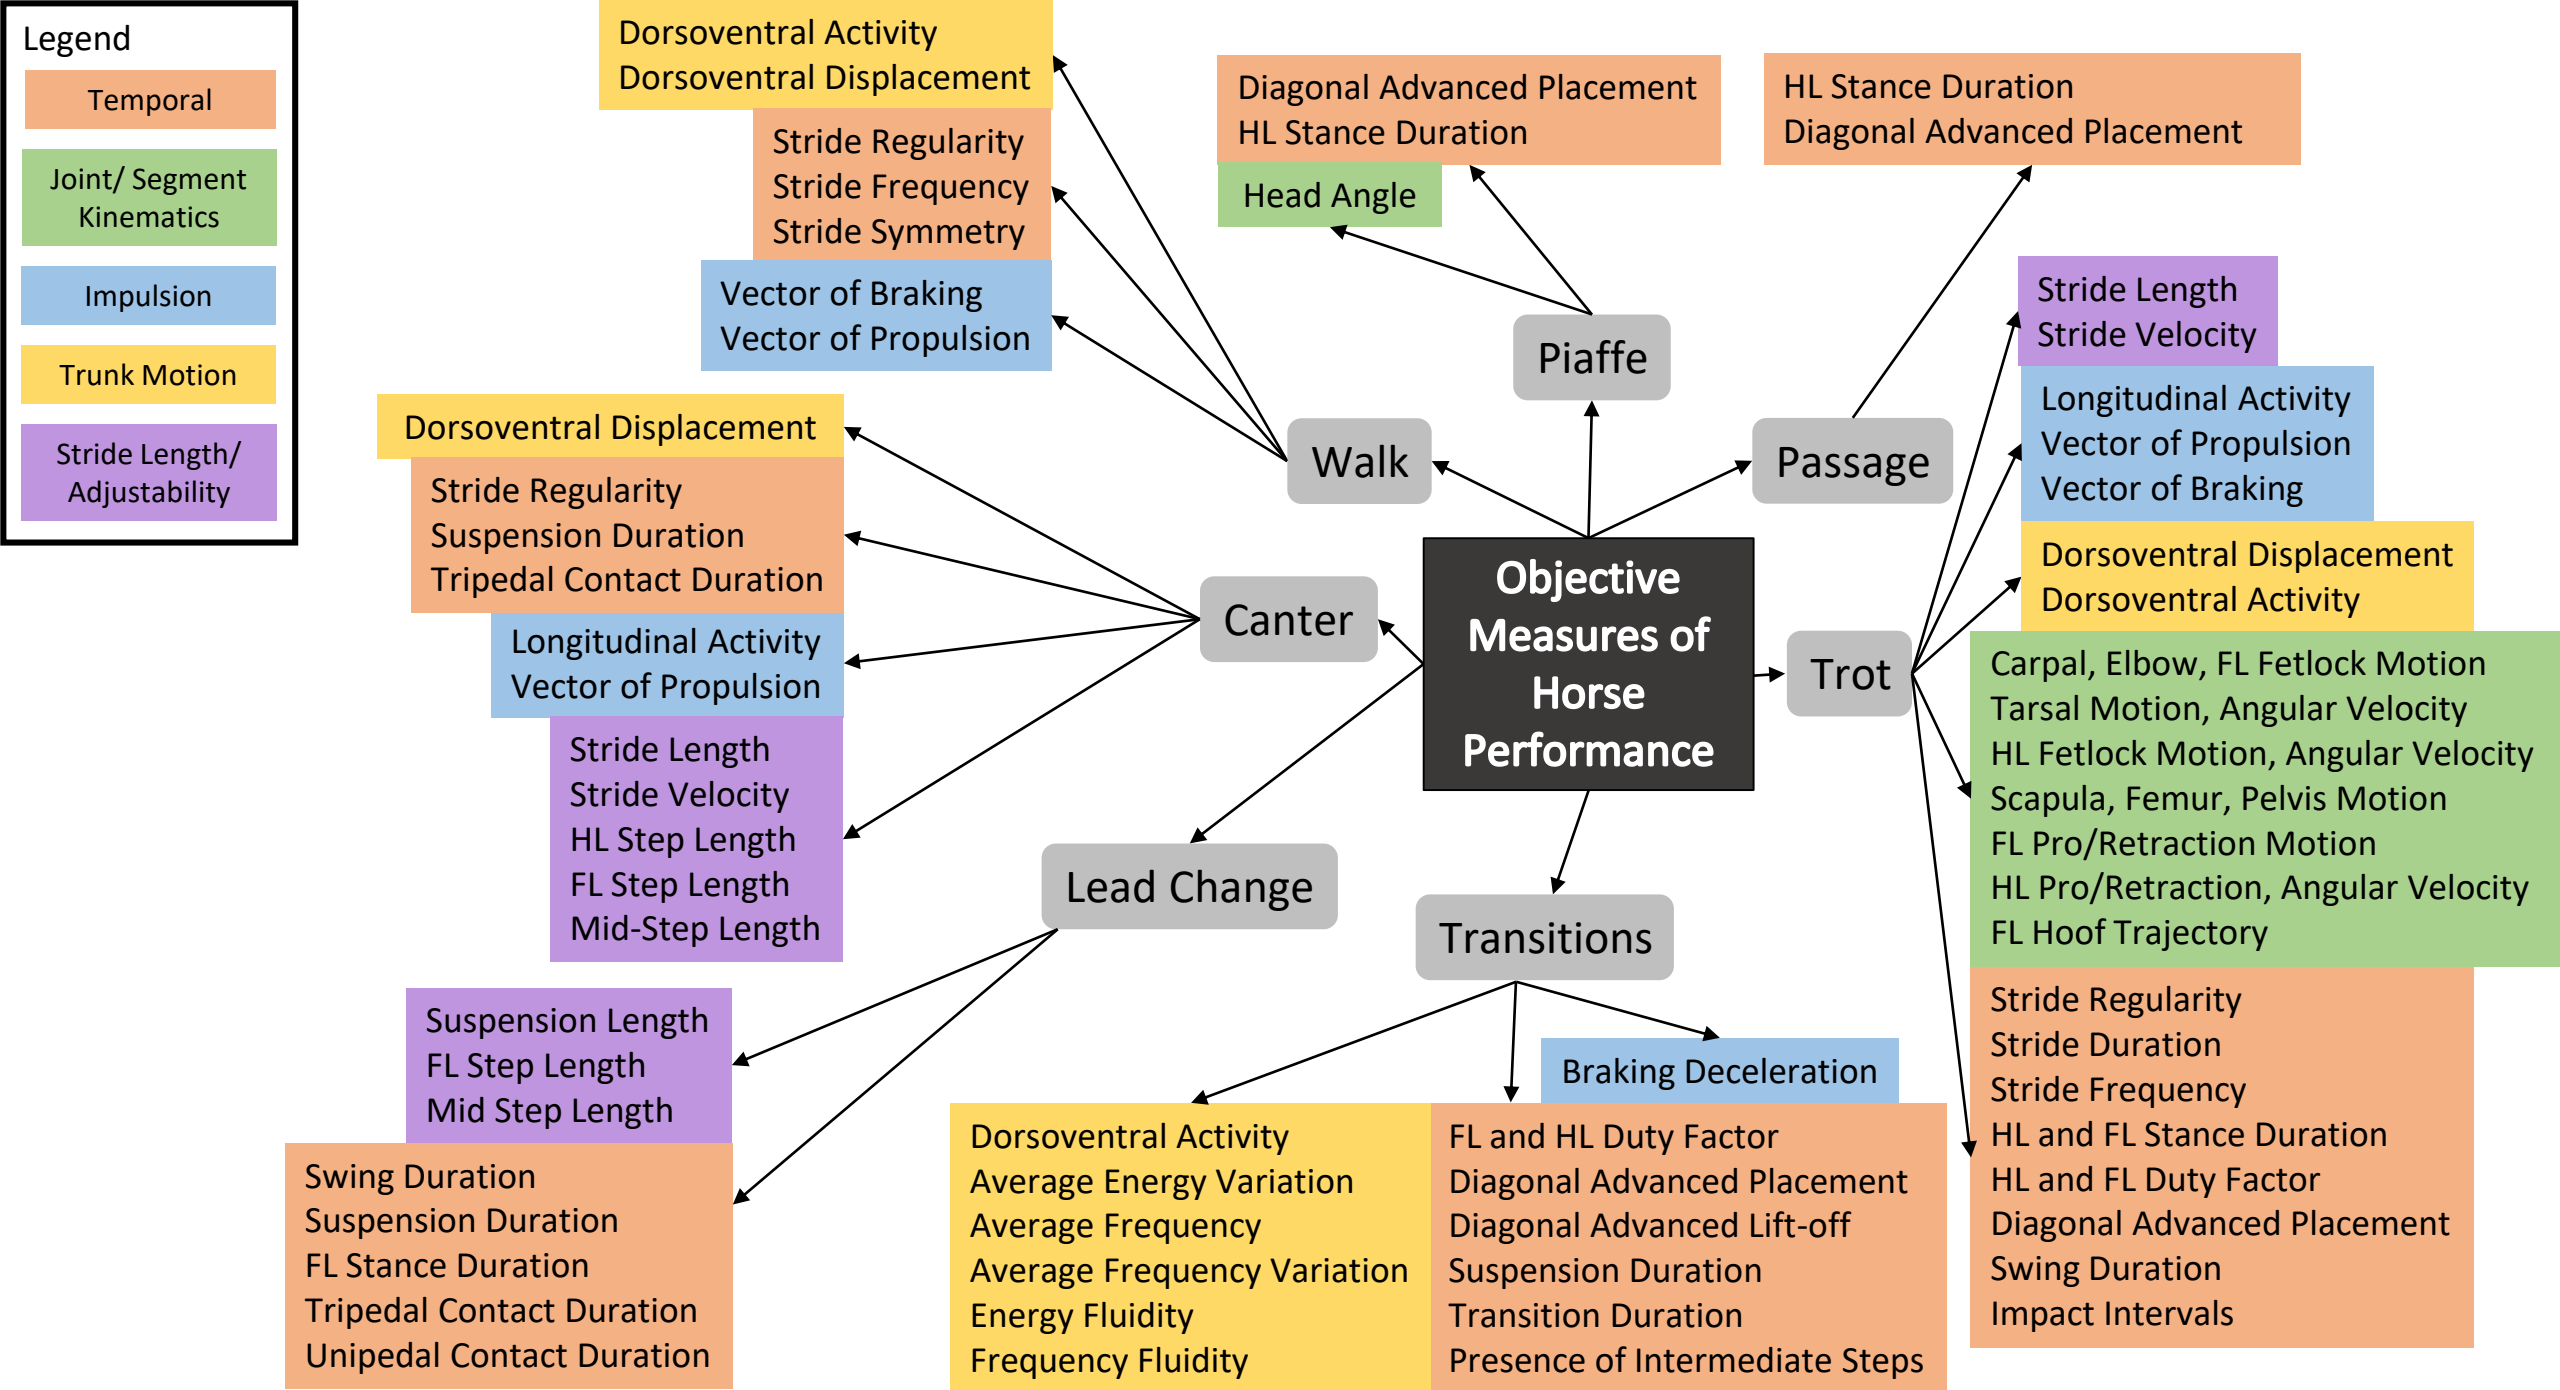 Legend
Temporal
Joint/ Segment
Kinematics
Impulsion
Trunk Motion
Stride Length/
Adjustability
Dorsoventral Activity
Dorsoventral Displacement
Stride Regularity
Stride Frequency
Stride Symmetry
Vector of Braking
Vector of Propulsion
Walk
Diagonal Advanced Placement
HL Stance Duration
Head Angle
Piaffe
HL Stance Duration
Diagonal Advanced Placement
Passage
Stride Length
Stride Velocity
Longitudinal Activity
Vector of Propulsion
Vector of Braking
Dorsoventral Displacement
Dorsoventral Activity
Carpal, Elbow, FL Fetlock Motion
Tarsal Motion, Angular Velocity
HL Fetlock Motion, Angular Velocity
Scapula, Femur, Pelvis Motion
FL Pro/Retraction Motion
HL Pro/Retraction, Angular Velocity
FL Hoof Trajectory
Stride Regularity
Stride Duration
Stride Frequency
HL and FL Stance Duration
HL and FL Duty Factor
Diagonal Advanced Placement
Swing Duration
Impact Intervals
Trot
Objective
Measures of
Horse
Performance
Dorsoventral Displacement
Stride Regularity
Suspension Duration
Tripedal Contact Duration
Longitudinal Activity
Vector of Propulsion
Stride Length
Stride Velocity
HL Step Length
FL Step Length
Mid-Step Length
Canter
Lead Change
Suspension Length
FL Step Length
Mid Step Length
Swing Duration
Suspension Duration
FL Stance Duration
Tripedal Contact Duration
Unipedal Contact Duration
Transitions
Braking Deceleration
Dorsoventral Activity
Average Energy Variation
Average Frequency
Average Frequency Variation
Energy Fluidity
Frequency Fluidity
FL and HL Duty Factor
Diagonal Advanced Placement
Diagonal Advanced Lift-off
Suspension Duration
Transition Duration
Presence of Intermediate Steps